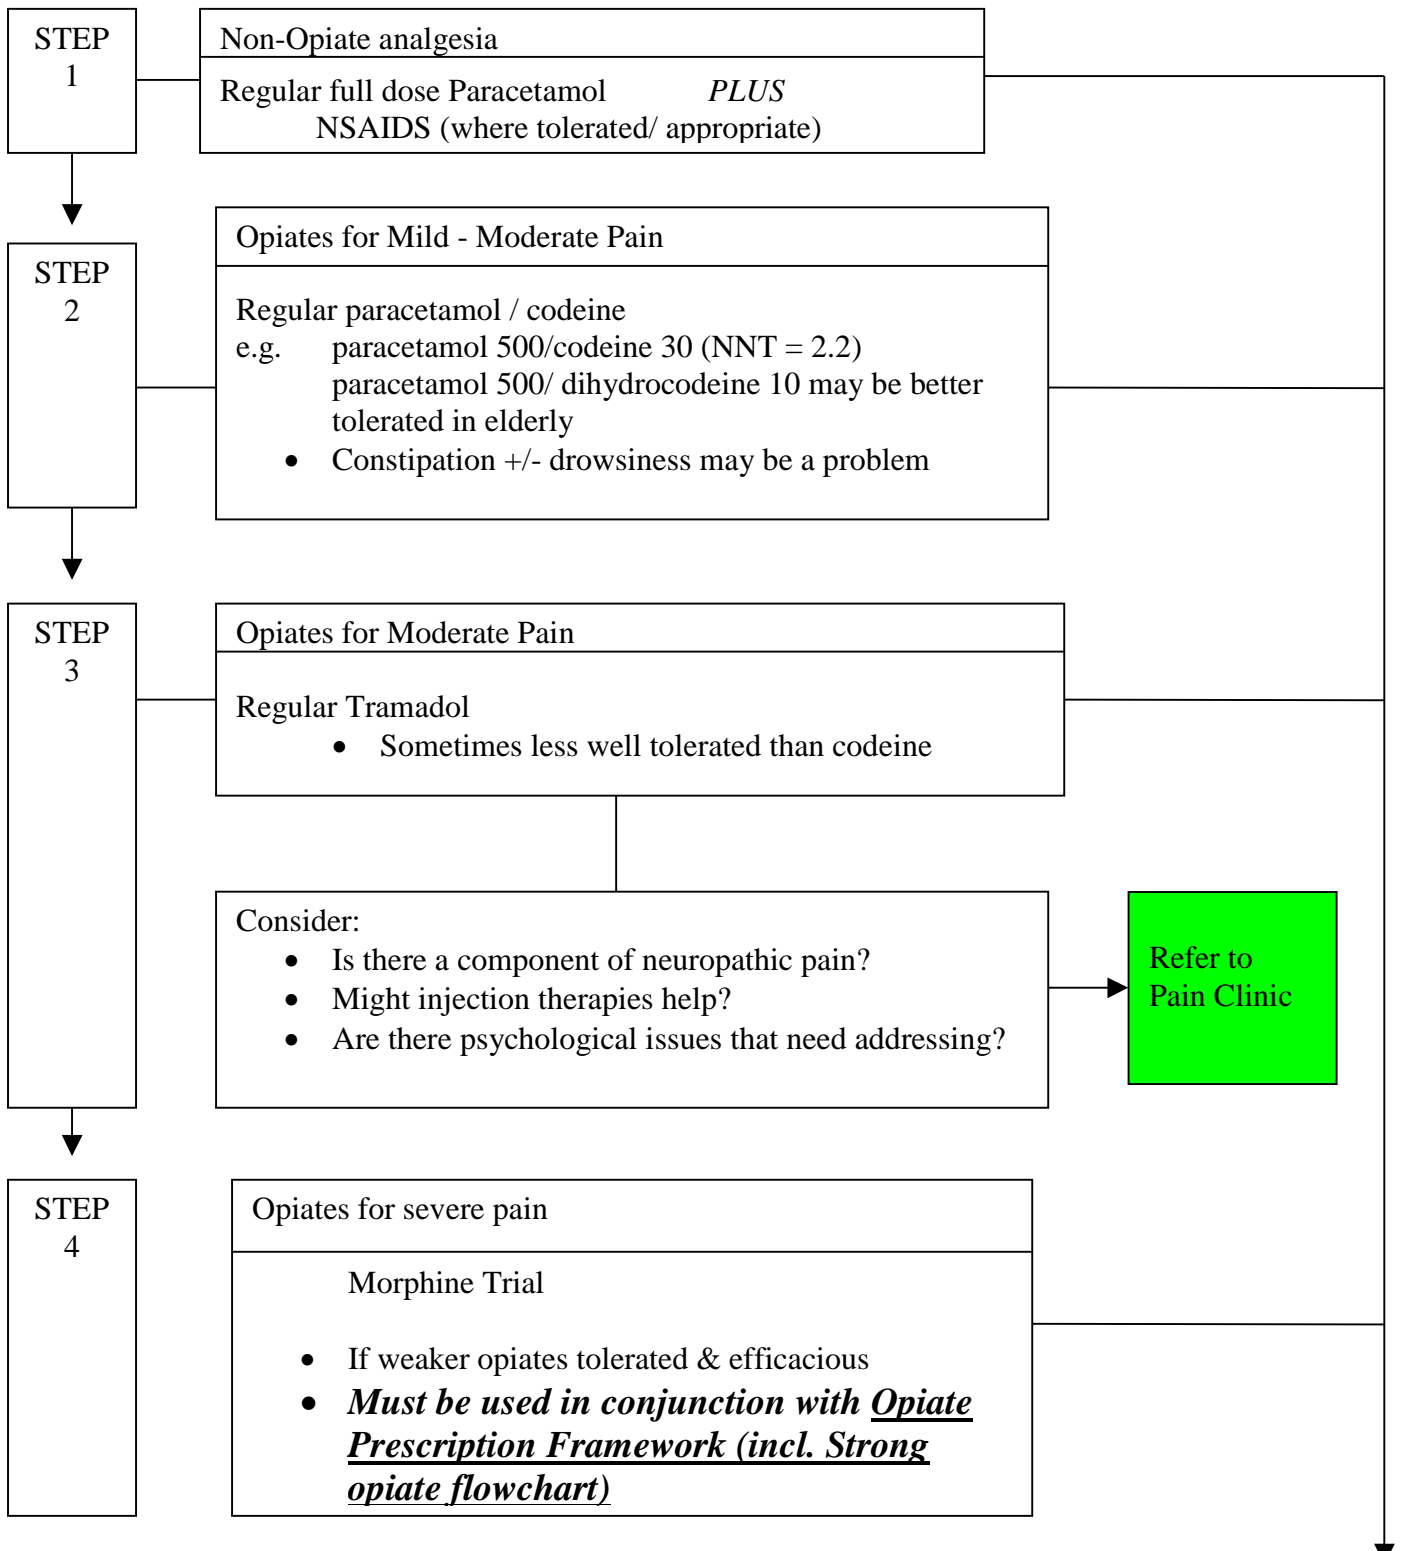 STEP
1
Non-Opiate analgesia
Regular full dose Paracetamol PLUS
NSAIDS (where tolerated/ appropriate)
STEP
2
Opiates for Mild - Moderate Pain
Regular paracetamol / codeine
e.g. paracetamol 500/codeine 30 (NNT = 2.2)
paracetamol 500/ dihydrocodeine 10 may be better
tolerated in elderly
• Constipation +/- drowsiness may be a problem
STEP
3
Opiates for Moderate Pain
Regular Tramadol
• Sometimes less well tolerated than codeine
Consider:
• Is there a component of neuropathic pain?
• Might injection therapies help?
• Are there psychological issues that need addressing?
Refer to
Pain Clinic
STEP
4
Opiates for severe pain
Morphine Trial
• If weaker opiates tolerated & efficacious
• Must be used in conjunction with Opiate
Prescription Framework (incl. Strong
opiate flowchart)